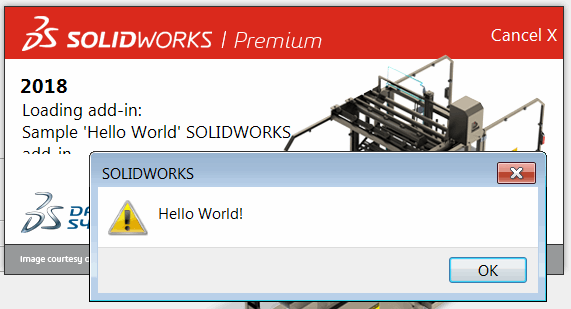 SOLIDWORKS | Premium
Cancel X
2018
Loading add-in:
Sample 'Hello World' SOLIDWORKS
add-in
SOLIDWORKS
Hello World!
OK
Image courtesy